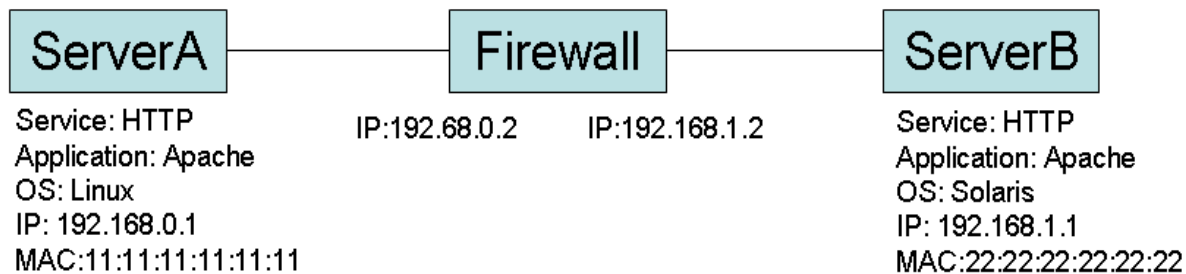 ServerA
Firewall
ServerB
Service: HTTP
Application: Apache
OS: Linux
IP: 192.168.0.1
MAC:11:11:11:11:11:11
IP:192.68.0.2
IP:192.168.1.2
Service: HTTP
Application: Apache
OS: Solaris
IP: 192.168.1.1
MAC:22:22:22:22:22:22